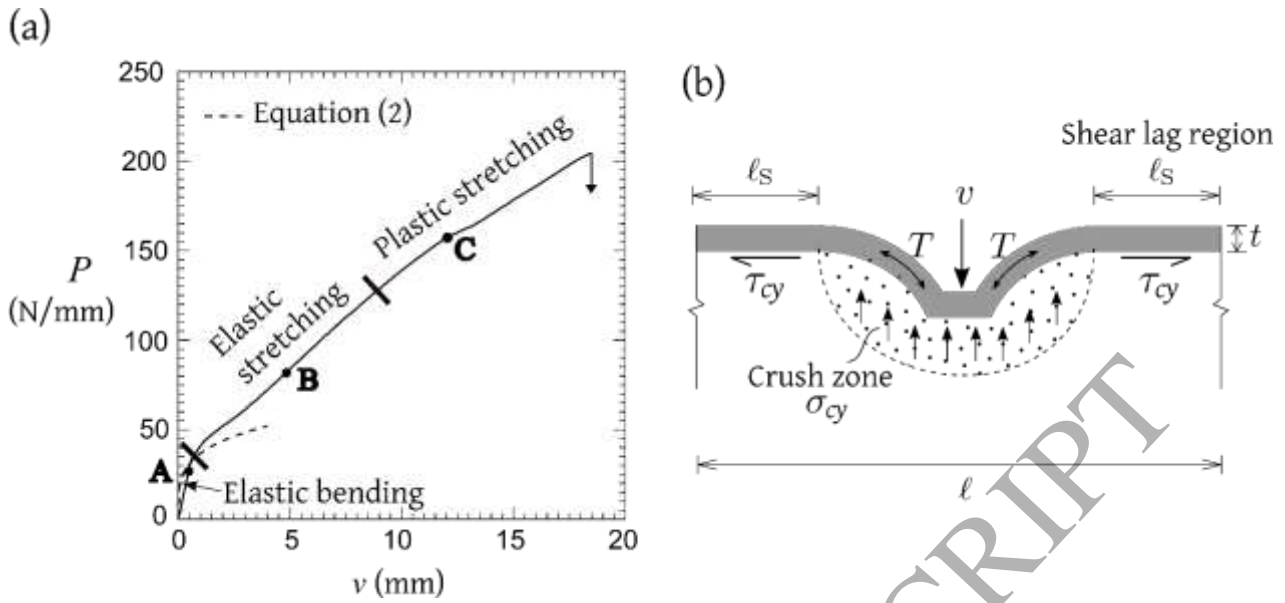 (a)
250
200
150
100
50
0
P
(N/mm)
Equation (2)
Plastic stretching
Elastic
stretching
A
B
C
Elastic bending
0
5
10
15
20
v (mm)
(b)
Shear lag region
ℓS
v
ℓS
T
T
t
τcy
τcy
Crush zone
σcy
ℓ
CRIPT